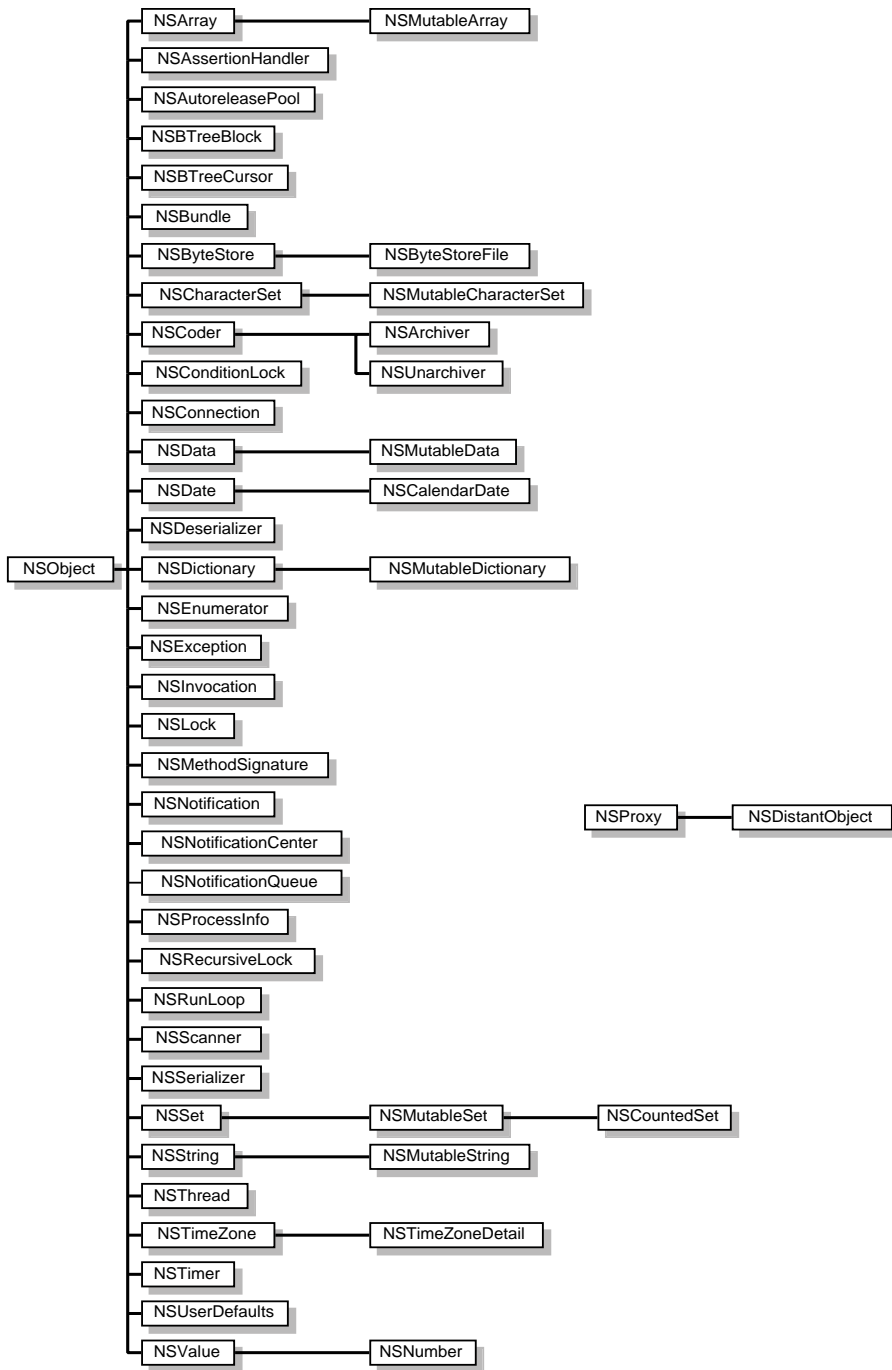 NSArray NSMutableArray
NSAssertionHandler
NSAutoreleasePool
NSBTreeBlock
NSBTreeCursor
NSBundle
NSByteStore NSByteStoreFile
NSCharacterSet NSMutableCharacterSet
NSCoder NSArchiver
NSConditionLock NSUnarchiver
NSConnection
NSData NSMutableData
NSDate NSCalendarDate
NSDeserializer
NSObject NSDictionary NSMutableDictionary
NSEnumerator
NSException
NSInvocation
NSLock
NSMethodSignature
NSNotification
NSProxy NSDistantObject
NSNotificationCenter
NSNotificationQueue
NSProcessInfo
NSRecursiveLock
NSRunLoop
NSScanner
NSSerializer
NSSet NSMutableSet NSCountedSet
NSString NSMutableString
NSThread
NSTimeZone NSTimeZoneDetail
NSTimer
NSUserDefaults
NSValue NSNumber